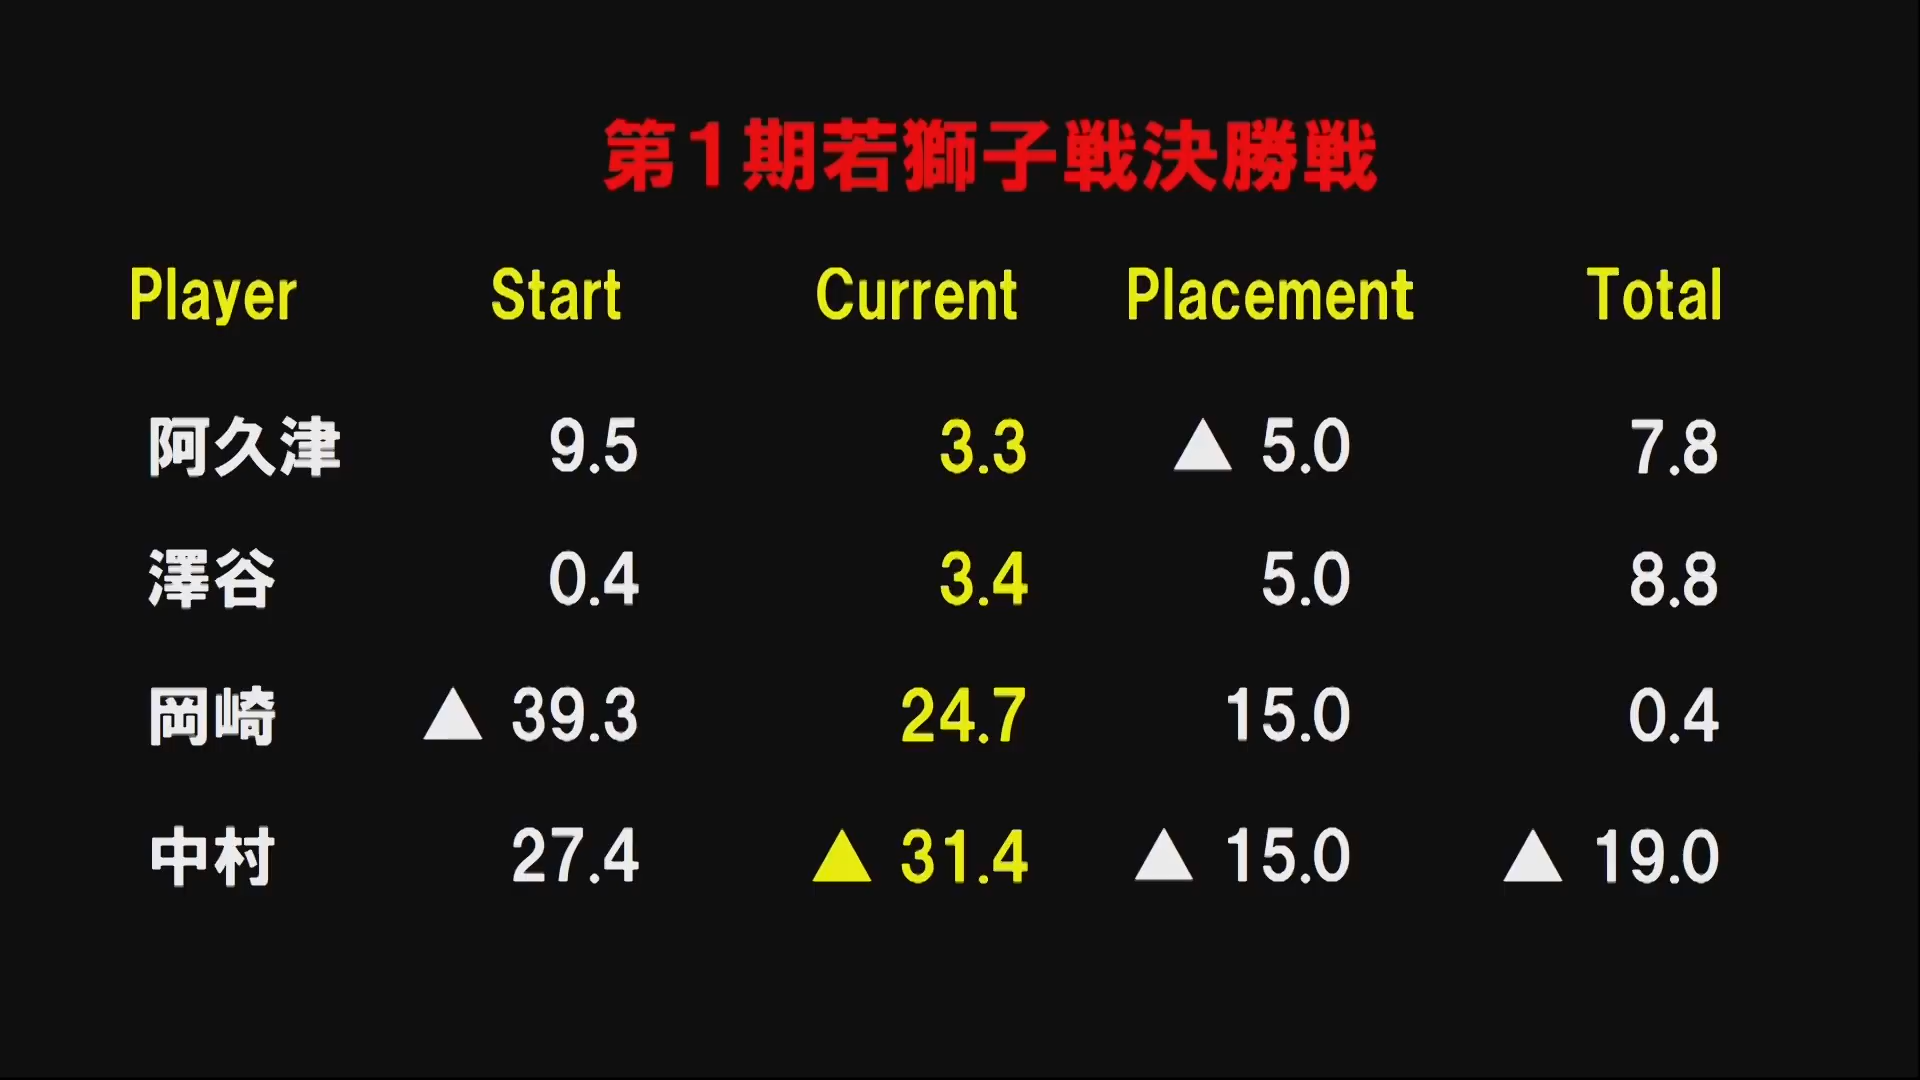 第1期若獅子戦決勝戦
Player Start Current Placement Total
阿久津 9.5 3.3 ▲ 5.0 7.8
澤谷 0.4 3.4 5.0 8.8
岡崎 ▲ 39.3 24.7 15.0 0.4
中村 27.4 ▲ 31.4 ▲ 15.0 ▲ 19.0